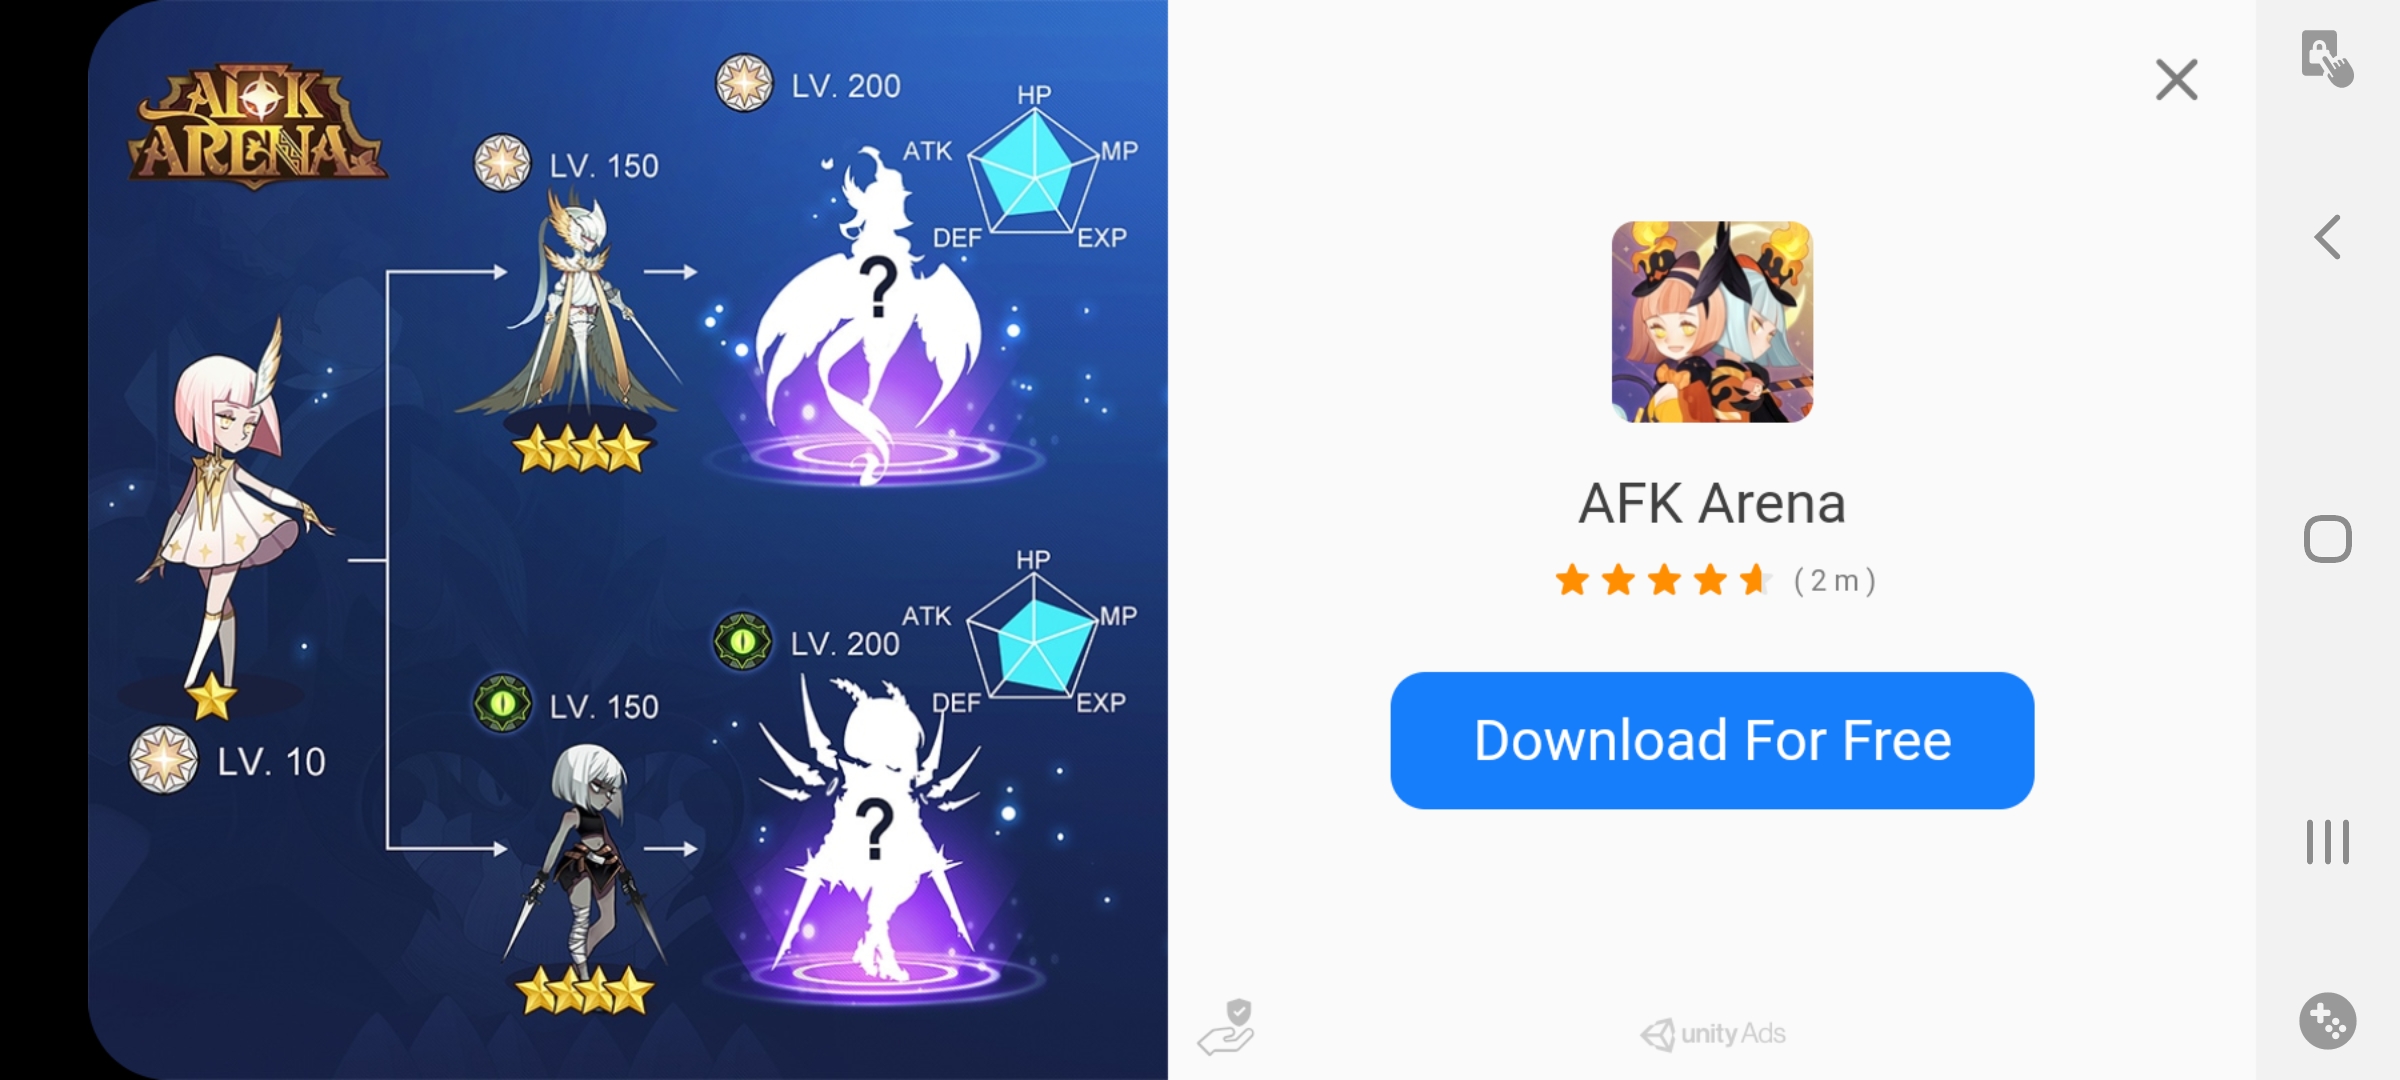 AFK
ARENA
LV. 200
HP
ATK
MP
DEF
EXP
LV. 150
?
LV. 10
HP
ATK
MP
DEF
EXP
LV. 200
LV. 150
?
AFK Arena
( 2 m )
Download For Free
unity Ads